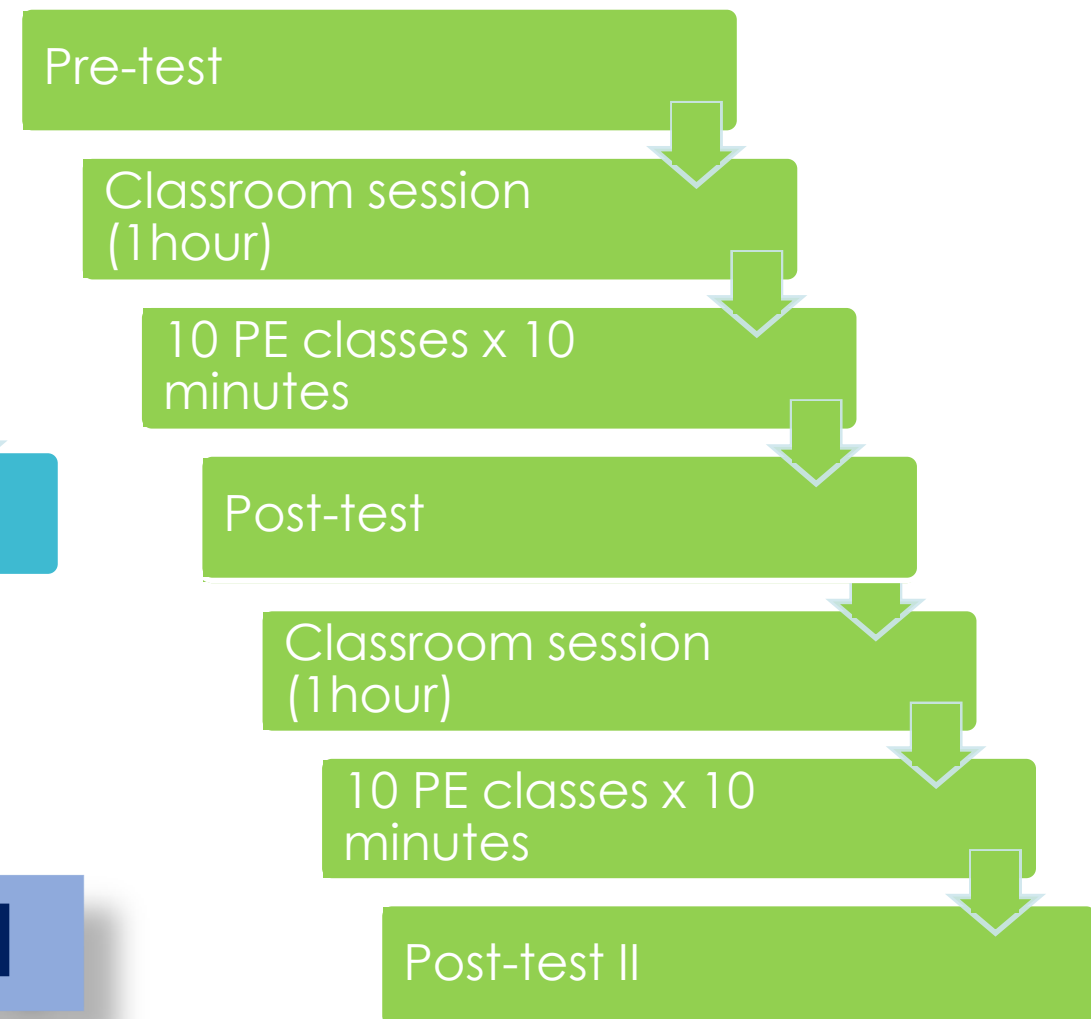 Pre-test
Classroom session
(1hour)
10 PE classes x 10
minutes
Post-test
Classroom session
(1hour)
10 PE classes x 10
minutes
Post-test II